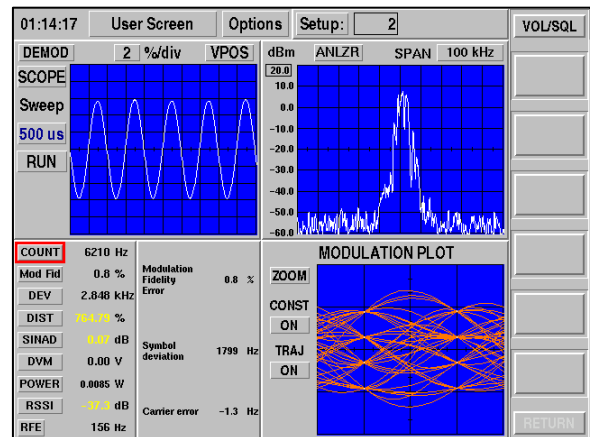 01:14:17 User Screen Options Setup: 2 VOL/SQL
DEMOD 2 %/div VPOS
SCOPE
Sweep
500 us
RUN
dBm ANLZR SPAN 100 kHz
20.0
10.0
0.0
-10.0
-20.0
-30.0
-40.0
-50.0
-60.0
COUNT 6210 Hz
Mod Fid 0.8 %
DEV 2.848 kHz
DIST 764.79 %
SINAD 0.07 dB
DVM 0.00 V
POWER 0.0085 W
RSSI -37.3 dB
RFE 156 Hz
Modulation
Fidelity 0.8 %
Error
Symbol
deviation 1799 Hz
Carrier error -1.3 Hz
MODULATION PLOT
ZOOM
CONST
ON
TRAJ
ON
RETURN